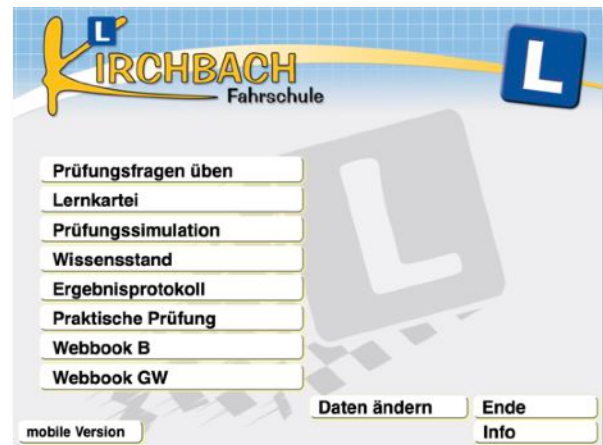 L
KIRCHBACH
Fahrschule
L
Prüfungsfragen üben
Lernkartei
Prüfungssimulation
Wissensstand
Ergebnisprotokoll
Praktische Prüfung
Webbook B
Webbook GW
L
Daten ändern
Ende
mobile Version
Info